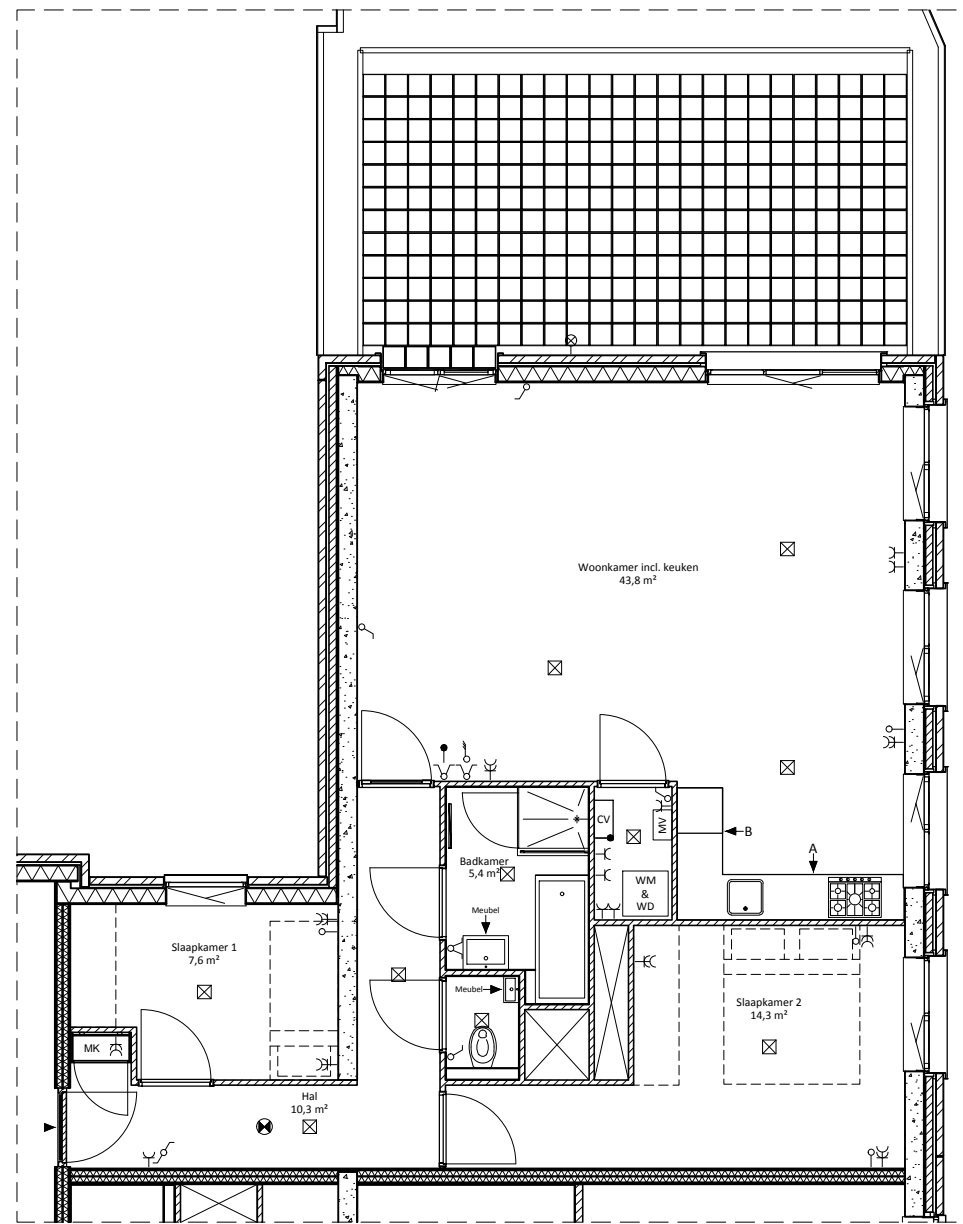 Woonkamer incl. keuken
43,8 m²
CV
MV
B
A
Badkamer
5,4 m²
WM
&
WD
Meubel
Slaapkamer 1
7,6 m²
Meubel
Slaapkamer 2
14,3 m²
MK
Hal
10,3 m²